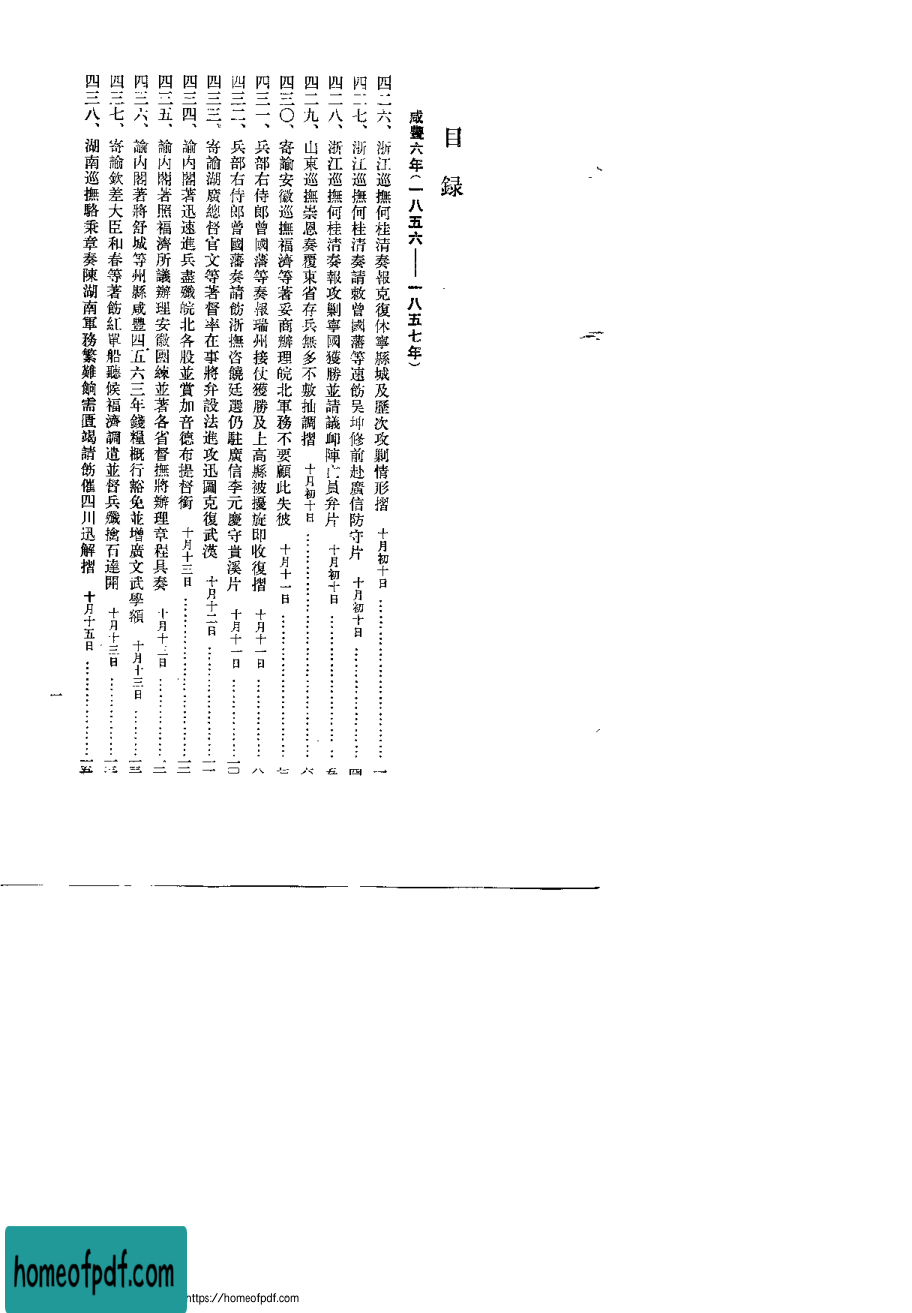 目 録
咸豐六年（一八五六——一八五七年）
四二六、浙江巡撫何桂清奏報克復休寧縣城及歷次攻剿情形摺 十月初十日……一
四二七、浙江巡撫何桂清奏請敕曾國藩等速飭吳坤修前赴廣信防守片 十月初十日……四
四二八、浙江巡撫何桂清奏報攻剿寧國獲勝並請議卹陣亡員弁片 十月初十日……五
四二九、山東巡撫崇恩奏覆東省存兵無多不敷抽調摺 十月初十日……六
四三〇、寄諭安徽巡撫福濟等著妥商辦理皖北軍務不要顧此失彼 十月十一日……七
四三一、兵部右侍郎曾國藩等奏報瑞州接仗獲勝及上高縣被擾旋即收復摺 十月十一日……八
四三二、兵部右侍郎曾國藩奏請飭浙撫咨饒廷選仍駐廣信李元慶守貴溪片 十月十一日……一〇
四三三、寄諭湖廣總督官文等著督率在事將弁設法進攻迅圖克復武漢 十月十二日……一一
四三四、諭內閣著迅速進兵盡殲皖北各股並賞加音德布提督銜 十月十三日……一二
四三五、諭內閣著照福濟所議辦理安徽團練並著各省督撫將辦理章程具奏 十月十三日……
四三六、諭內閣著將舒城等州縣咸豐四五六三年錢糧概行豁免並增廣文武學額 十月十三日……一三
四三七、寄諭欽差大臣和春等著飭紅單船聽候福濟調遣並督兵殲擒石達開 十月十三日……
四三八、湖南巡撫駱秉章奏陳湖南軍務繁難餉需匱竭請飭催四川迅解摺 十月十五日……一五
一
homeofpdf.com
https://homeofpdf.com